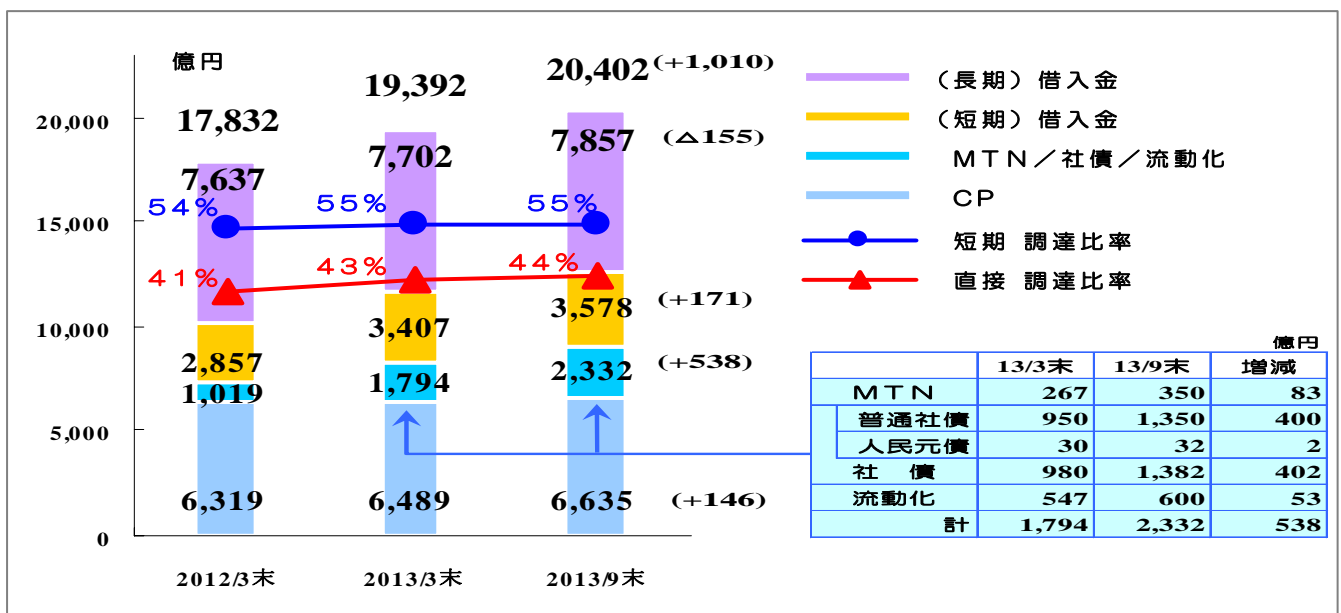 億円
20,402 (+1,010)
19,392
17,832
20,000
15,000
10,000
5,000
0
7,637
7,702
7,857 (△155)
54% 55% 55%
41% 43% 44%
2,857
3,407
3,578 (+171)
1,019
1,794
2,332 (+538)
6,319
6,489
6,635 (+146)
2012/3末 2013/3末 2013/9末
(長期)借入金
(短期)借入金
MTN/社債/流動化
CP
短期 調達比率
直接 調達比率
億円
13/3末 13/9末 増減
MTN 267 350 83
普通社債 950 1,350 400
人民元債 30 32 2
社 債 980 1,382 402
流動化 547 600 53
計 1,794 2,332 538